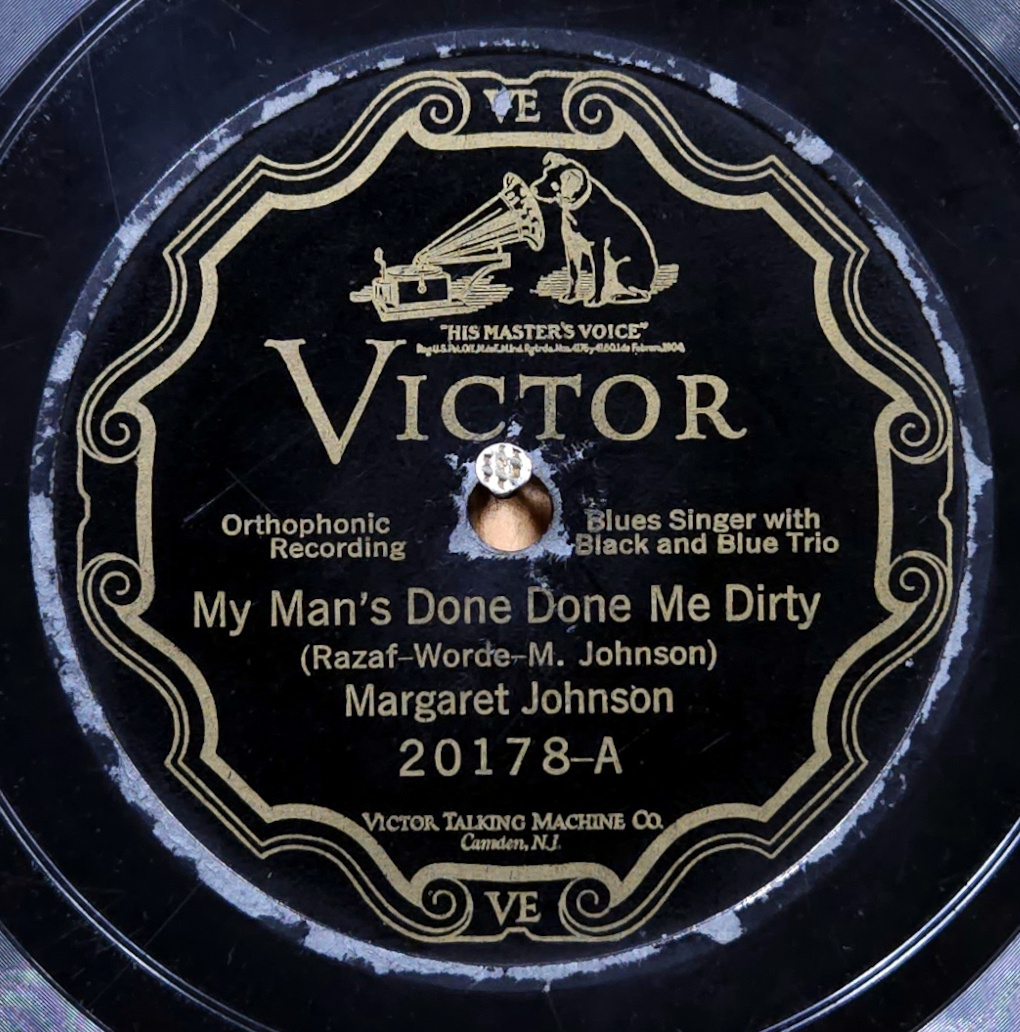 VE
"HIS MASTER'S VOICE"
VICTOR
Orthophonic
Recording
Blues Singer with
Black and Blue Trio
My Man's Done Done Me Dirty
(Razaf–Worde–M. Johnson)
Margaret Johnson
20178–A
VICTOR TALKING MACHINE CO.
Camden, N.J.
VE